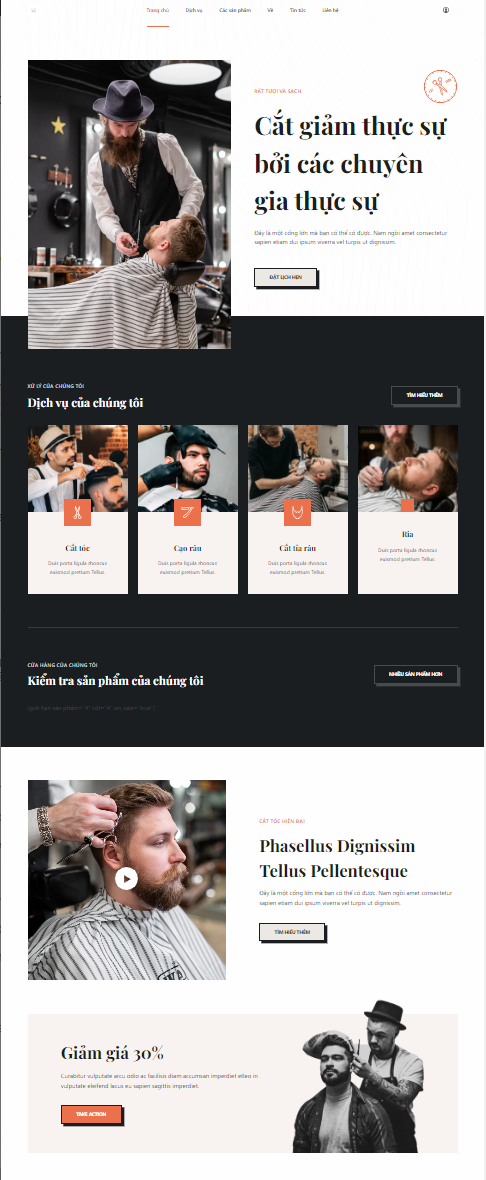 Trang chủ Dịch vụ Các sản phẩm Về Tin tức Liên hệ
RẤT TƯƠI VÀ SẠCH
Cắt giảm thực sự
bởi các chuyên
gia thực sự
Đây là một cổng lớn mà bạn có thể có được. Nam ngồi amet consectetur
sapien etiam dui ipsum viverra vel turpis ut dignissim.
ĐẶT LỊCH HẸN
XỬ LÝ CỦA CHÚNG TÔI
Dịch vụ của chúng tôi
TÌM HIỂU THÊM
Cắt tóc
Duis porta ligula rhoncus
euismod pretium Tellus.
Cạo râu
Duis porta ligula rhoncus
euismod pretium Tellus.
Cắt tỉa râu
Duis porta ligula rhoncus
euismod pretium Tellus.
Ria
Duis porta ligula rhoncus
euismod pretium Tellus.
CỬA HÀNG CỦA CHÚNG TÔI
Kiểm tra sản phẩm của chúng tôi
NHIỀU SẢN PHẨM HƠN
CẮT TÓC HIỆN ĐẠI
Phasellus Dignissim
Tellus Pellentesque
Đây là một cổng lớn mà bạn có thể có được. Nam ngồi amet consectetur
sapien etiam dui ipsum viverra vel turpis ut dignissim.
TÌM HIỂU THÊM
Giảm giá 30%
Curabitur vulputate arcu odio ac facilisis diam accumsan imperdiet elleo in
vulputate eleifend lacus eu sapien sagittis imperdiet.
TAKE ACTION